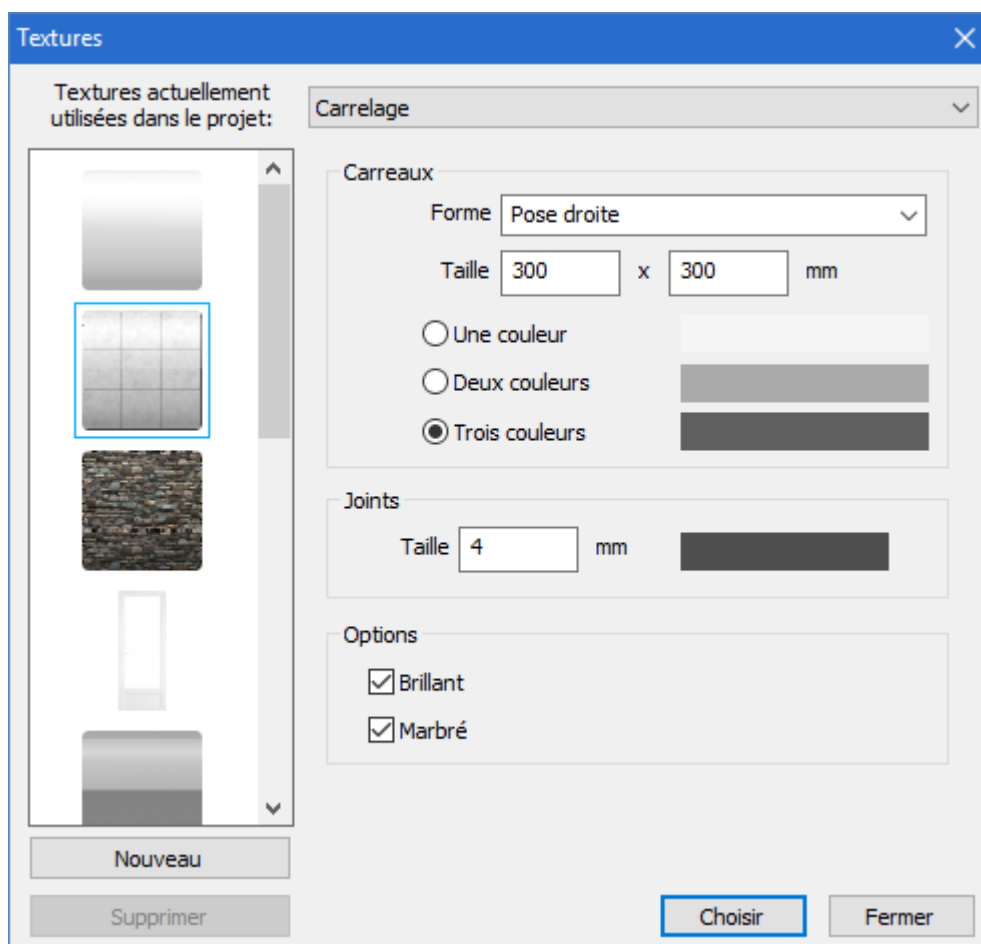 Textures
Textures actuellement
utilisées dans le projet:
Carrelage
Carreaux
Forme Pose droite
Taille 300 x 300 mm
Une couleur
Deux couleurs
Trois couleurs
Joints
Taille 4 mm
Options
Brillant
Marbré
Nouveau
Supprimer
Choisir Fermer